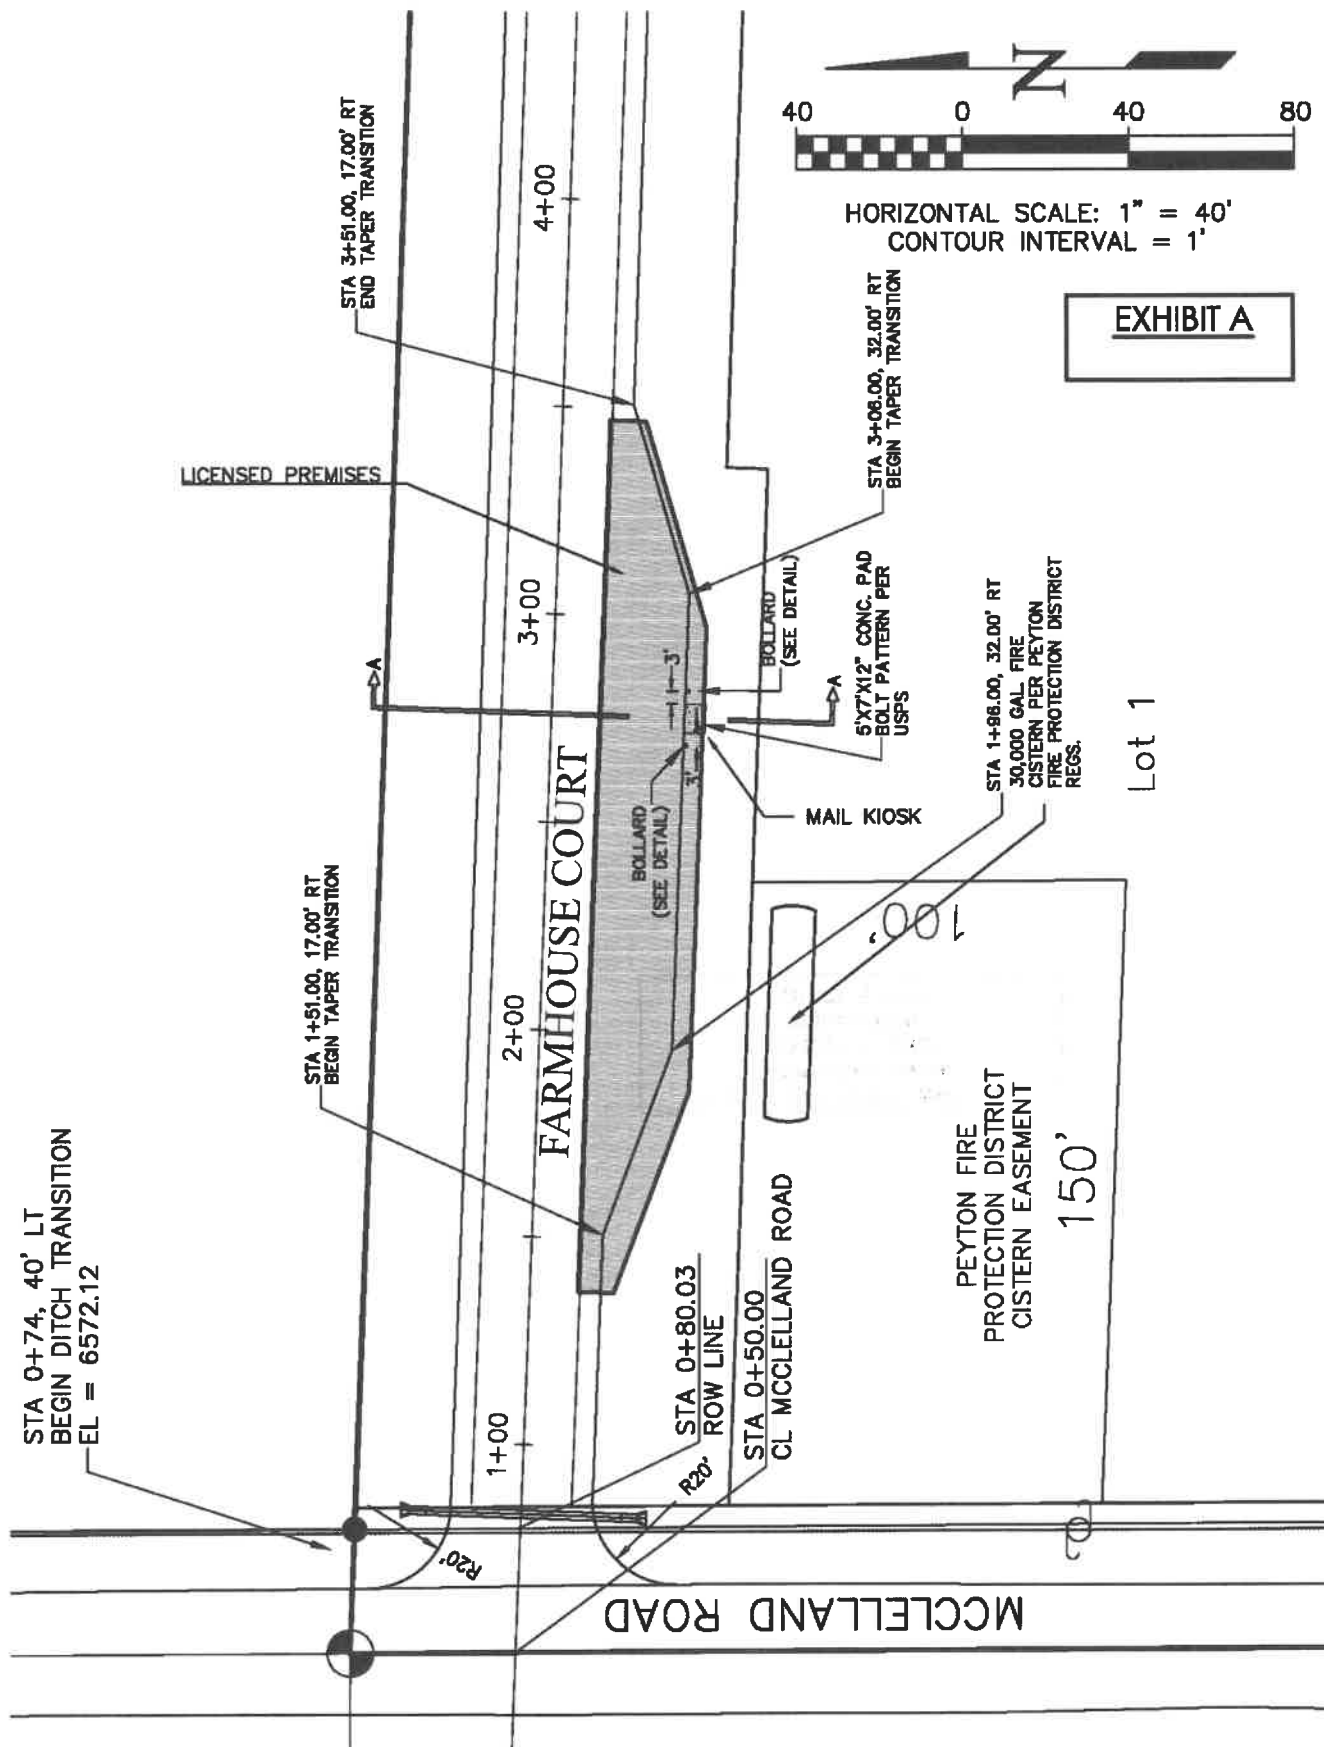 40 0 40 80
N
HORIZONTAL SCALE: 1" = 40'
CONTOUR INTERVAL = 1'
EXHIBIT A
STA 3+51.00, 17.00' RT
END TAPER TRANSITION
4+00
LICENSED PREMISES
STA 3+06.00, 32.00' RT
BEGIN TAPER TRANSITION
3+00
A
3'
BOLLARD
(SEE DETAIL)
A
5'X7'X12" CONC. PAD
BOLT PATTERN PER
USPS
BOLLARD
(SEE DETAIL)
3'
MAIL KIOSK
STA 1+96.00, 32.00' RT
30,000 GAL FIRE
CISTERN PER PEYTON
FIRE PROTECTION DISTRICT
REGS.
Lot 1
FARMHOUSE COURT
STA 1+51.00, 17.00' RT
BEGIN TAPER TRANSITION
2+00
100'
PEYTON FIRE
PROTECTION DISTRICT
CISTERN EASEMENT
150'
STA 0+74, 40' LT
BEGIN DITCH TRANSITION
EL = 6572.12
1+00
STA 0+80.03
ROW LINE
STA 0+50.00
CL MCCLELLAND ROAD
R20'
R20'
MCCLELLAND ROAD